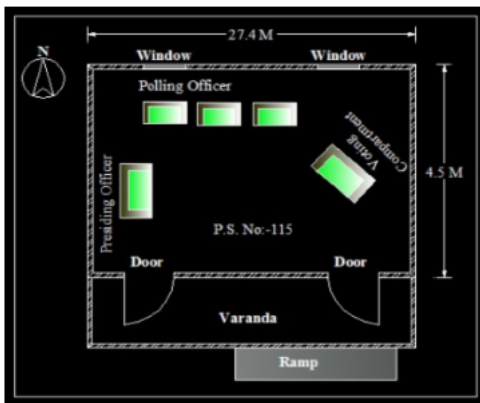 27.4 M
N
Window
Window
Polling Officer
Voting
Compartment
4.5 M
Presiding Officer
P.S. No:-115
Door
Door
Varanda
Ramp